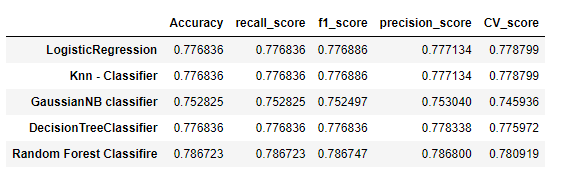 Accuracy recall_score f1_score precision_score CV_score
LogisticRegression 0.776836 0.776836 0.776886 0.777134 0.778799
Knn - Classifier 0.776836 0.776836 0.776886 0.777134 0.778799
GaussianNB classifier 0.752825 0.752825 0.752497 0.753040 0.745936
DecisionTreeClassifier 0.776836 0.776836 0.776836 0.778338 0.775972
Random Forest Classifire 0.786723 0.786723 0.786747 0.786800 0.780919